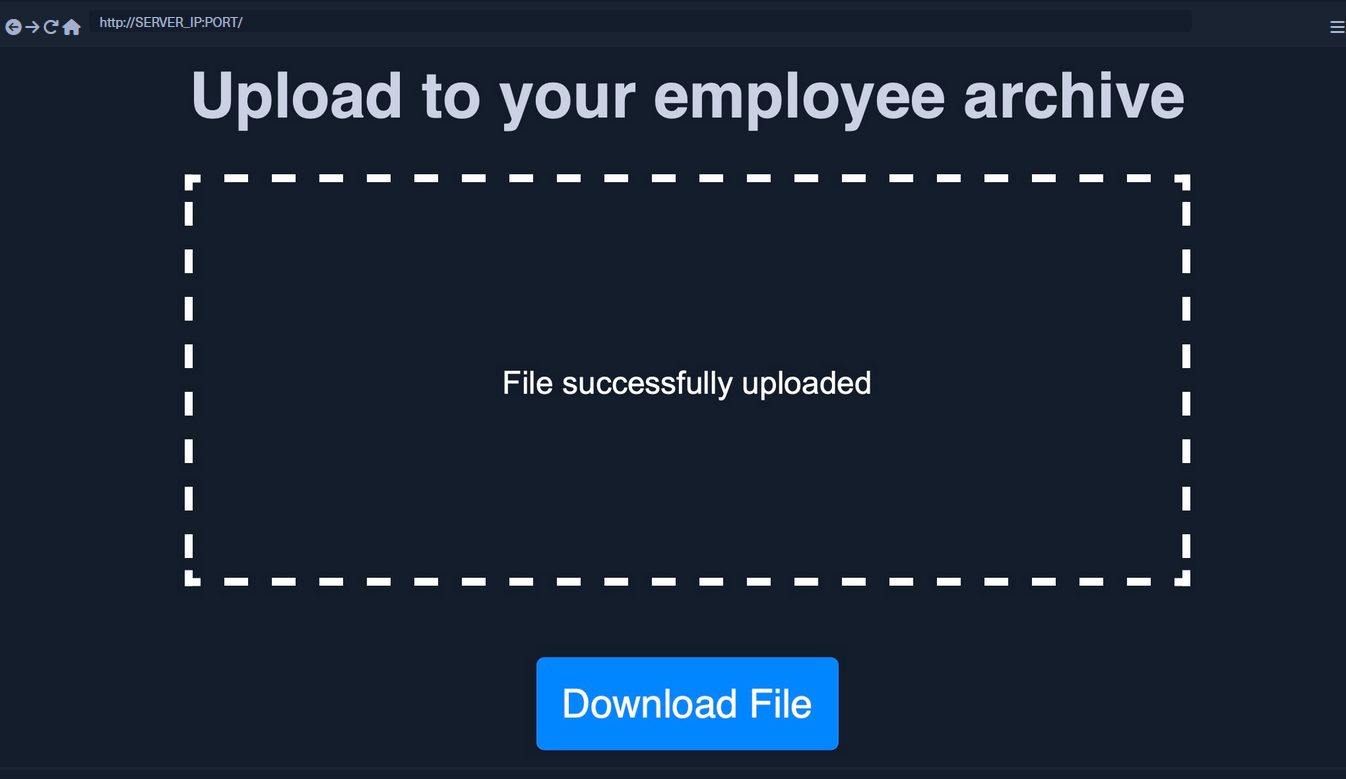 http://SERVER_IP:PORT/
Upload to your employee archive
File successfully uploaded
Download File